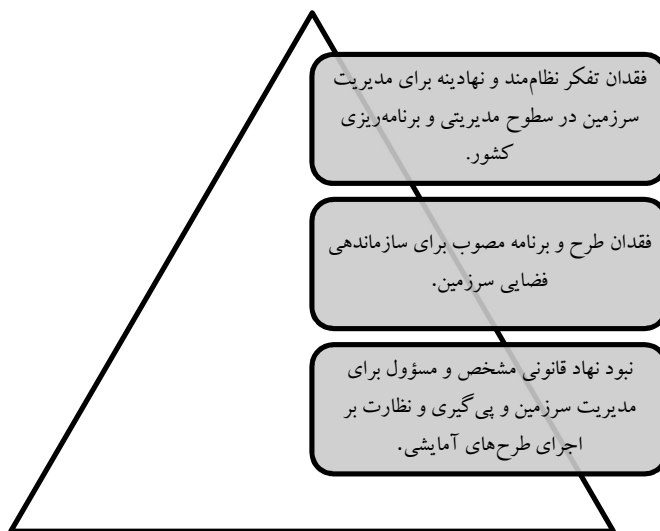 فقدان تفکر نظام‌مند و نهادینه برای مدیریت
سرزمین در سطوح مدیریتی و برنامه‌ریزی
کشور.
فقدان طرح و برنامه مصوب برای سازماندهی
فضایی سرزمین.
نبود نهاد قانونی مشخص و مسؤول برای
مدیریت سرزمین و پی‌گیری و نظارت بر
اجرای طرح‌های آمایشی.